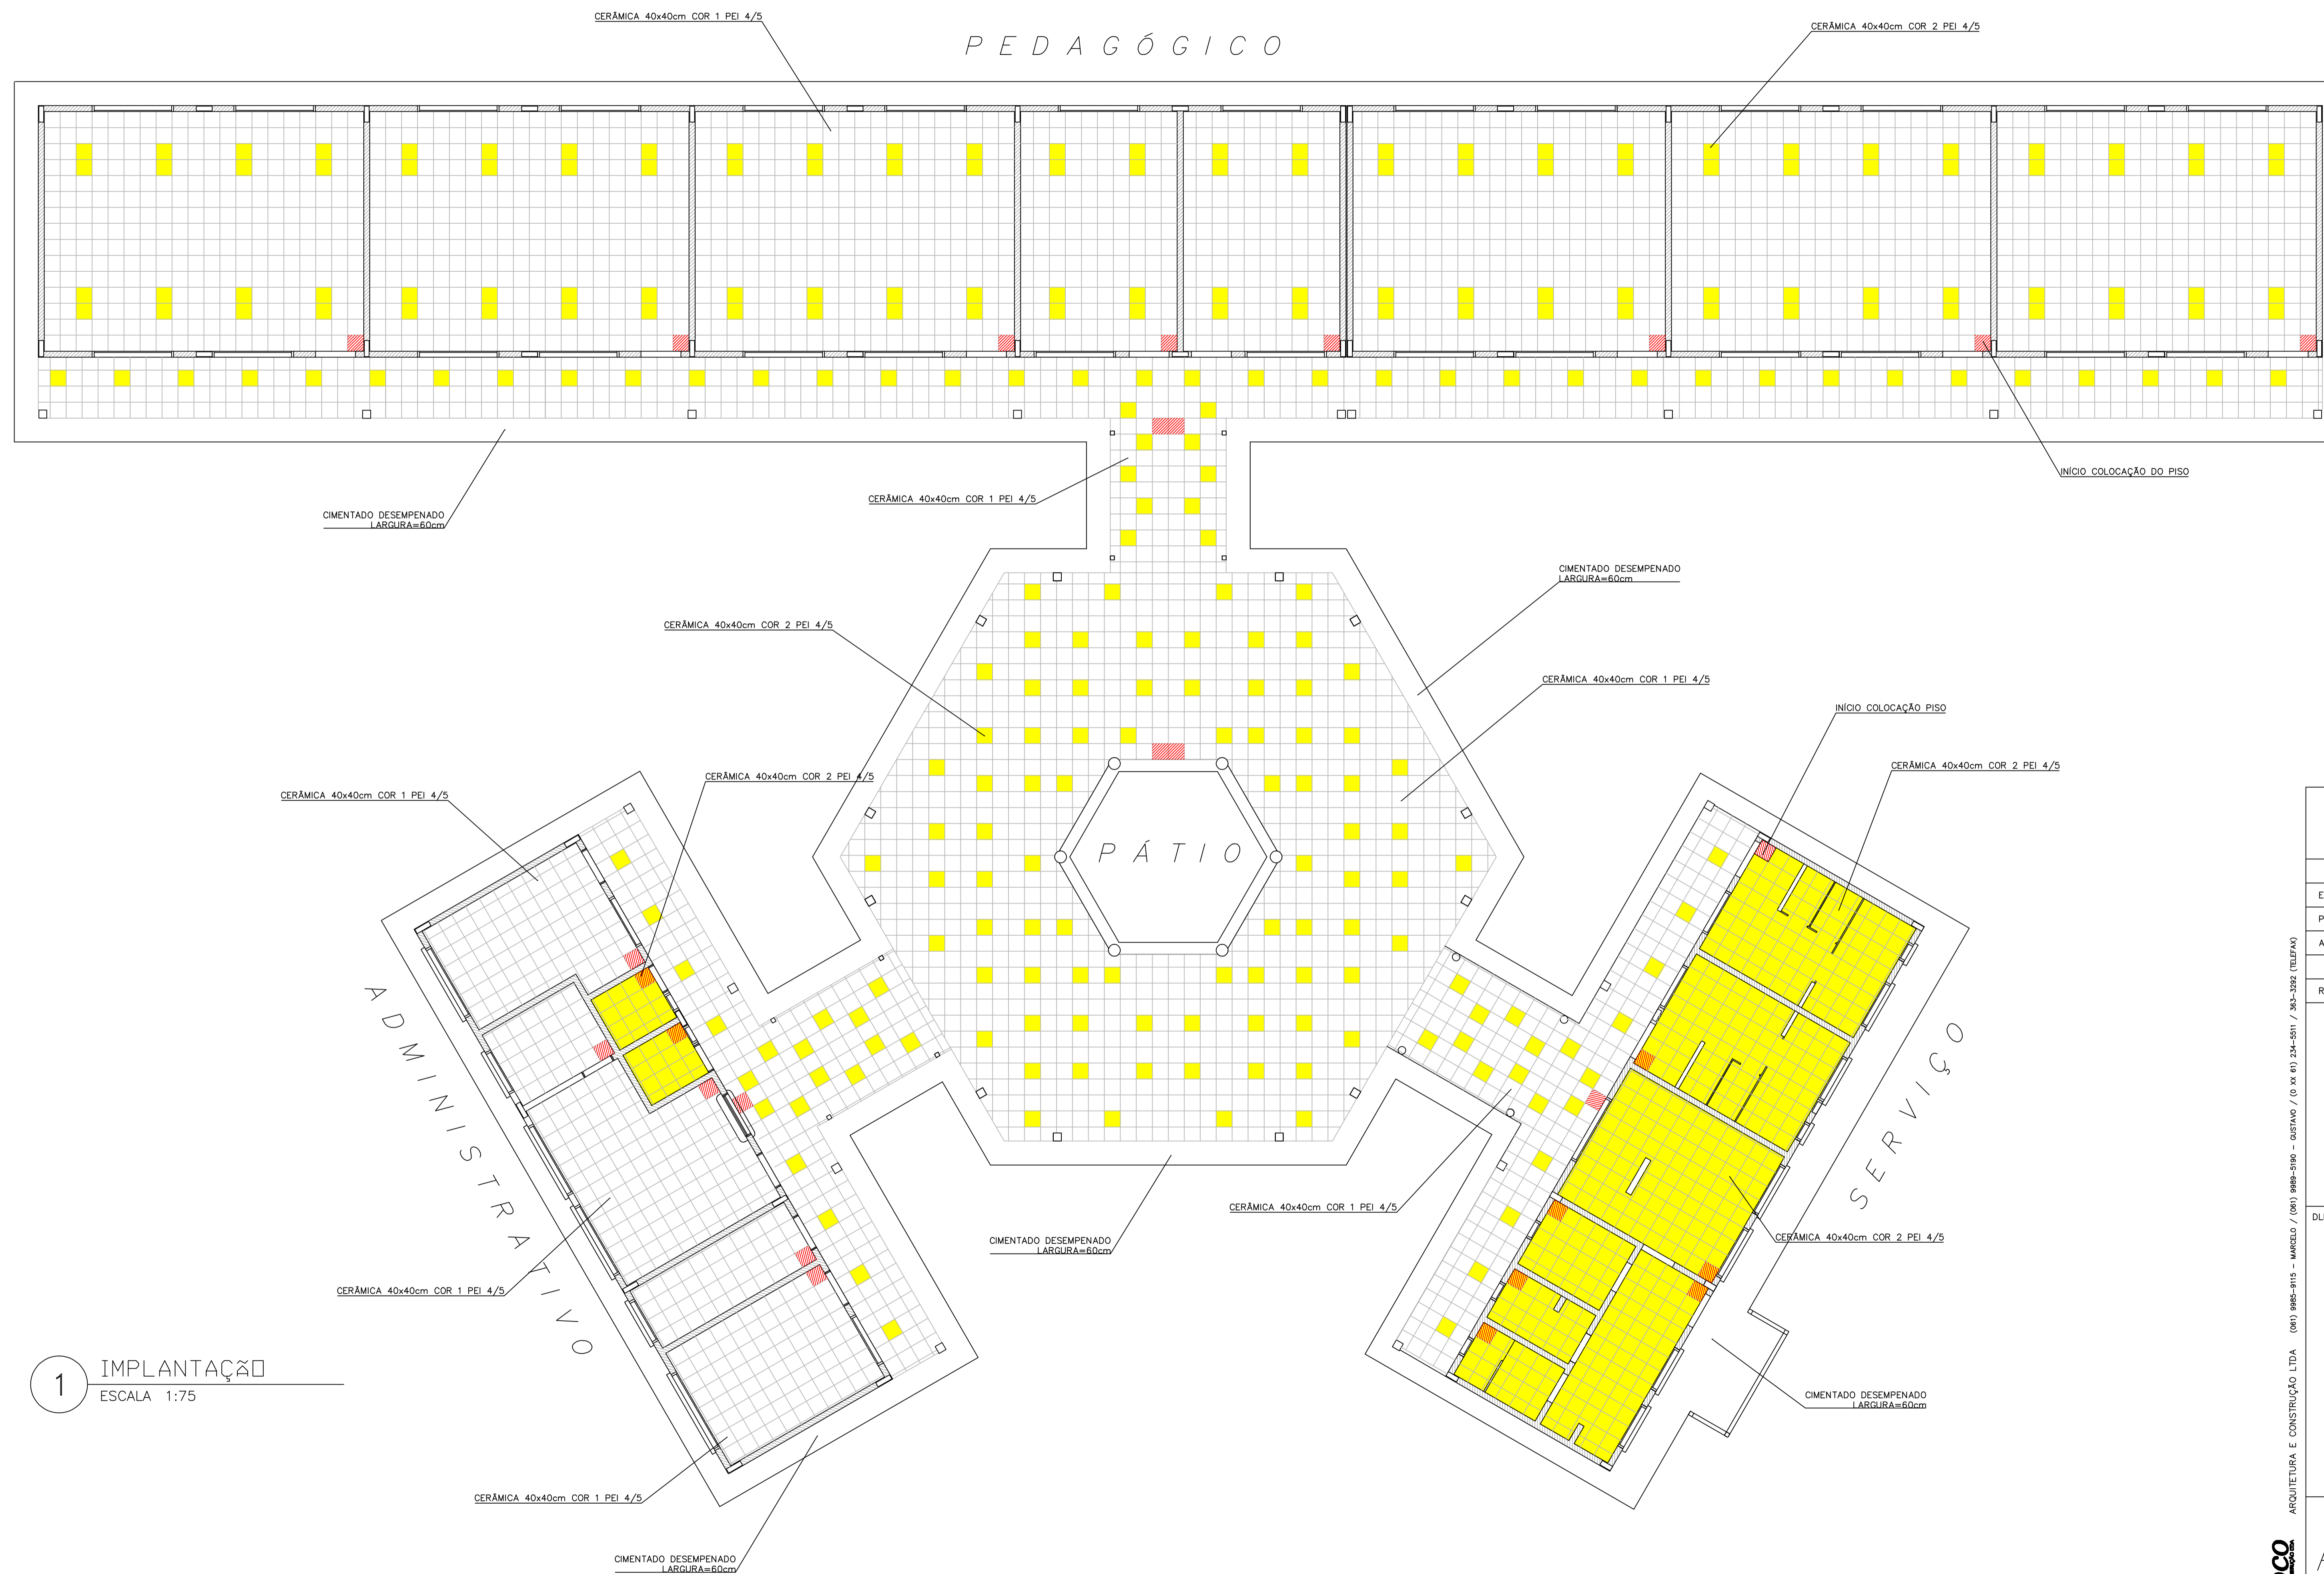 CERÂMICA 40x40cm COR 1 PEI 4/5
PEDAGÓGICO
CERÂMICA 40x40cm COR 2 PEI 4/5
INÍCIO COLOCAÇÃO DO PISO
CERÂMICA 40x40cm COR 1 PEI 4/5
CIMENTADO DESEMPENADO
LARGURA=60cm
CIMENTADO DESEMPENADO
LARGURA=60cm
CERÂMICA 40x40cm COR 2 PEI 4/5
CERÂMICA 40x40cm COR 1 PEI 4/5
INÍCIO COLOCAÇÃO PISO
CERÂMICA 40x40cm COR 2 PEI 4/5
CERÂMICA 40x40cm COR 2 PEI 4/5
CERÂMICA 40x40cm COR 1 PEI 4/5
PÁTIO
ADMINISTRATIVO
SERVIÇO
CERÂMICA 40x40cm COR 1 PEI 4/5
CIMENTADO DESEMPENADO
LARGURA=60cm
CERÂMICA 40x40cm COR 2 PEI 4/5
CERÂMICA 40x40cm COR 1 PEI 4/5
1
IMPLANTAÇÃO
ESCALA 1:75
CIMENTADO DESEMPENADO
LARGURA=60cm
CERÂMICA 40x40cm COR 1 PEI 4/5
CIMENTADO DESEMPENADO
LARGURA=60cm
ARQUITETURA E CONSTRUÇÃO LTDA (061) 9985-9115 - MARCELO / (061) 9989-5190 - GUSTAVO / (0 XX 61) 234-5511 / 363-3292 (TELEFAX)
E
P
A
R